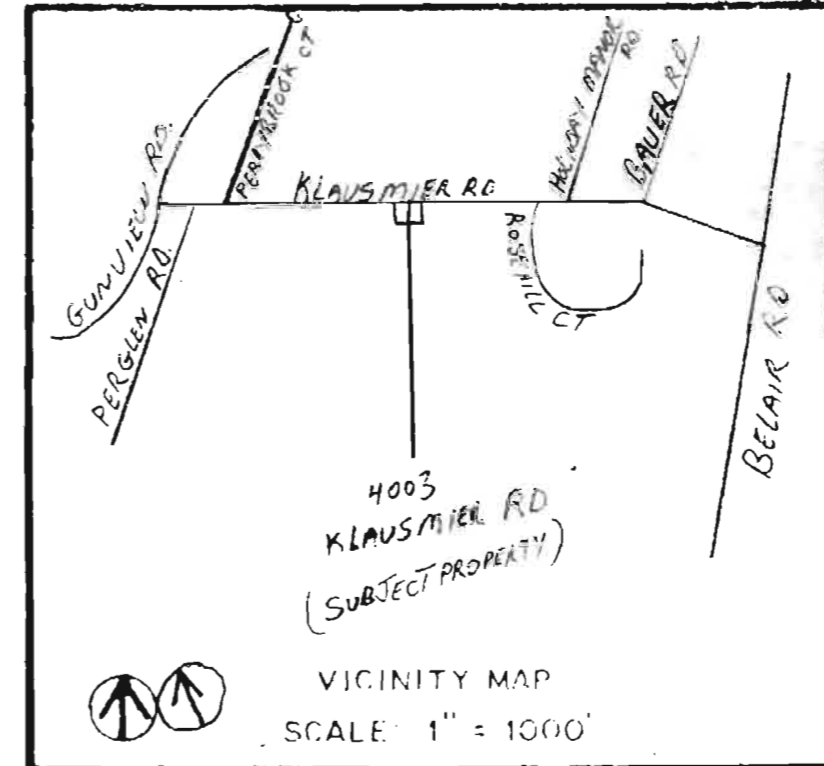 GUNVIEW RD.
PERGLEN RD.
PERRYBROOK CT
KLAUSMIER RD
HOLIDAY MANOR
RD.
BAUER RD
ROSEHILL CT
BELAIR RD
4003
KLAUSMIER RD
(SUBJECT PROPERTY)
VICINITY MAP
SCALE: 1" = 1000'